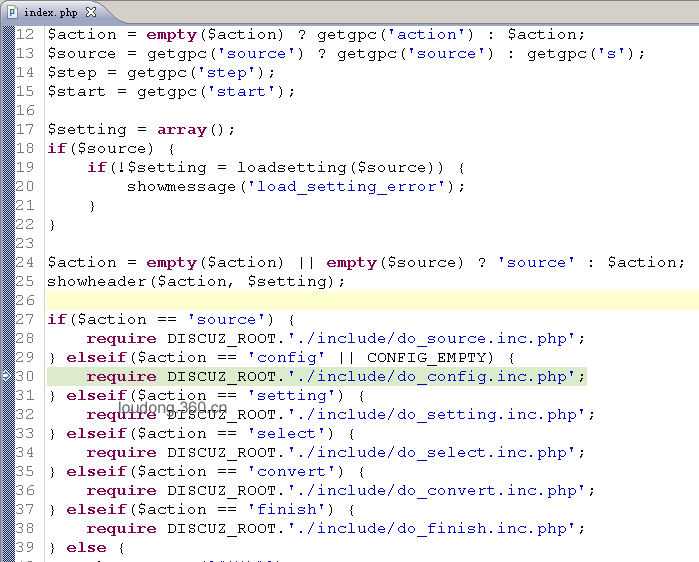 index.php
12 $action = empty($action) ? getgpc('action') : $action;
13 $source = getgpc('source') ? getgpc('source') : getgpc('s');
14 $step = getgpc('step');
15 $start = getgpc('start');
16
17 $setting = array();
18 if($source) {
19     if(!$setting = loadsetting($source)) {
20         showmessage('load_setting_error');
21     }
22 }
23
24 $action = empty($action) || empty($source) ? 'source' : $action;
25 showheader($action, $setting);
26
27 if($action == 'source') {
28     require DISCUZ_ROOT.'./include/do_source.inc.php';
29 } elseif($action == 'config' || CONFIG_EMPTY) {
30     require DISCUZ_ROOT.'./include/do_config.inc.php';
31 } elseif($action == 'setting') {
loudong.360.cn
32     require DISCUZ_ROOT.'./include/do_setting.inc.php';
33 } elseif($action == 'select') {
34     require DISCUZ_ROOT.'./include/do_select.inc.php';
35 } elseif($action == 'convert') {
36     require DISCUZ_ROOT.'./include/do_convert.inc.php';
37 } elseif($action == 'finish') {
38     require DISCUZ_ROOT.'./include/do_finish.inc.php';
39 } else {